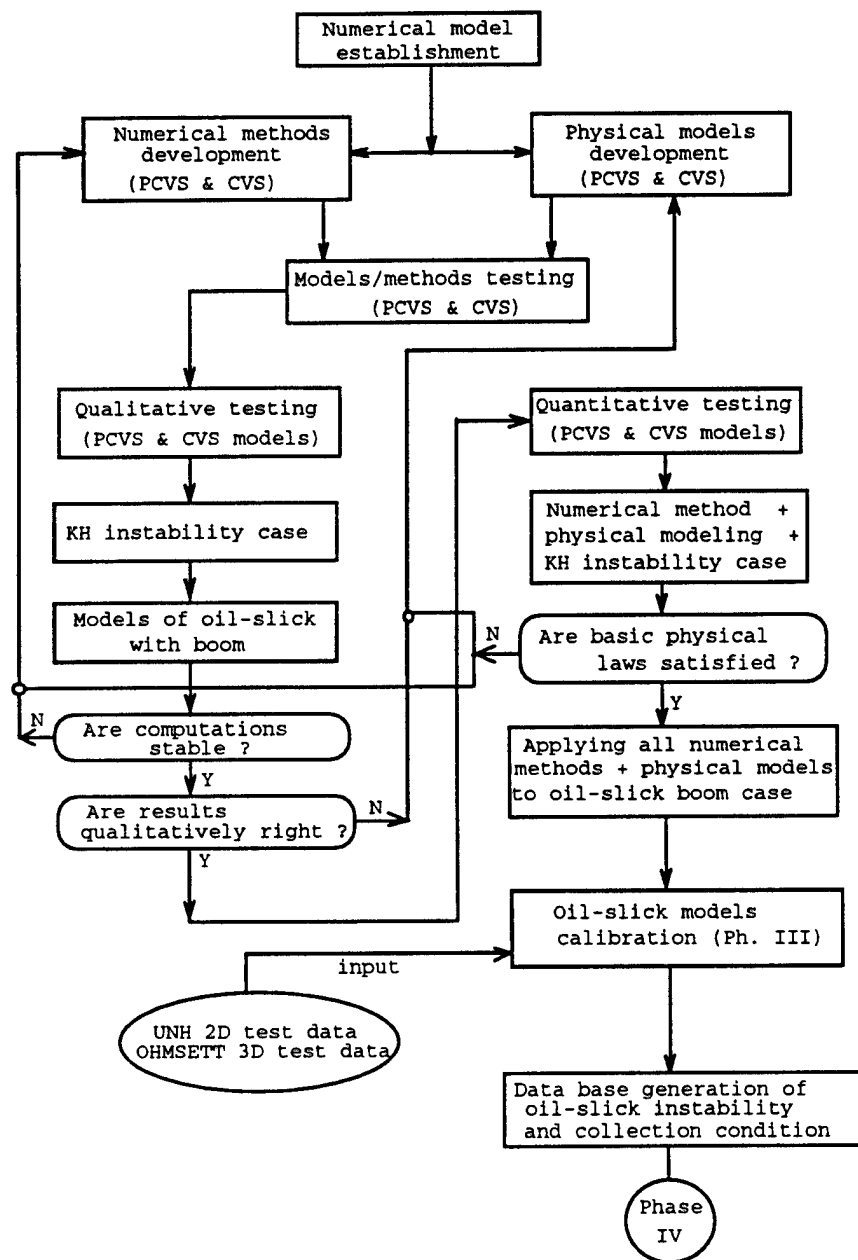 Numerical model
establishment
Numerical methods
development
(PCVS & CVS)
Physical models
development
(PCVS & CVS)
Models/methods testing
(PCVS & CVS)
Qualitative testing
(PCVS & CVS models)
KH instability case
Models of oil-slick
with boom
N
Are computations
stable ?
Y
Are results
qualitatively right ?
N
Y
Quantitative testing
(PCVS & CVS models)
Numerical method +
physical modeling +
KH instability case
N
Are basic physical
laws satisfied ?
Y
Applying all numerical
methods + physical models
to oil-slick boom case
Oil-slick models
calibration (Ph. III)
input
UNH 2D test data
OHMSETT 3D test data
Data base generation of
oil-slick instability
and collection condition
Phase
IV